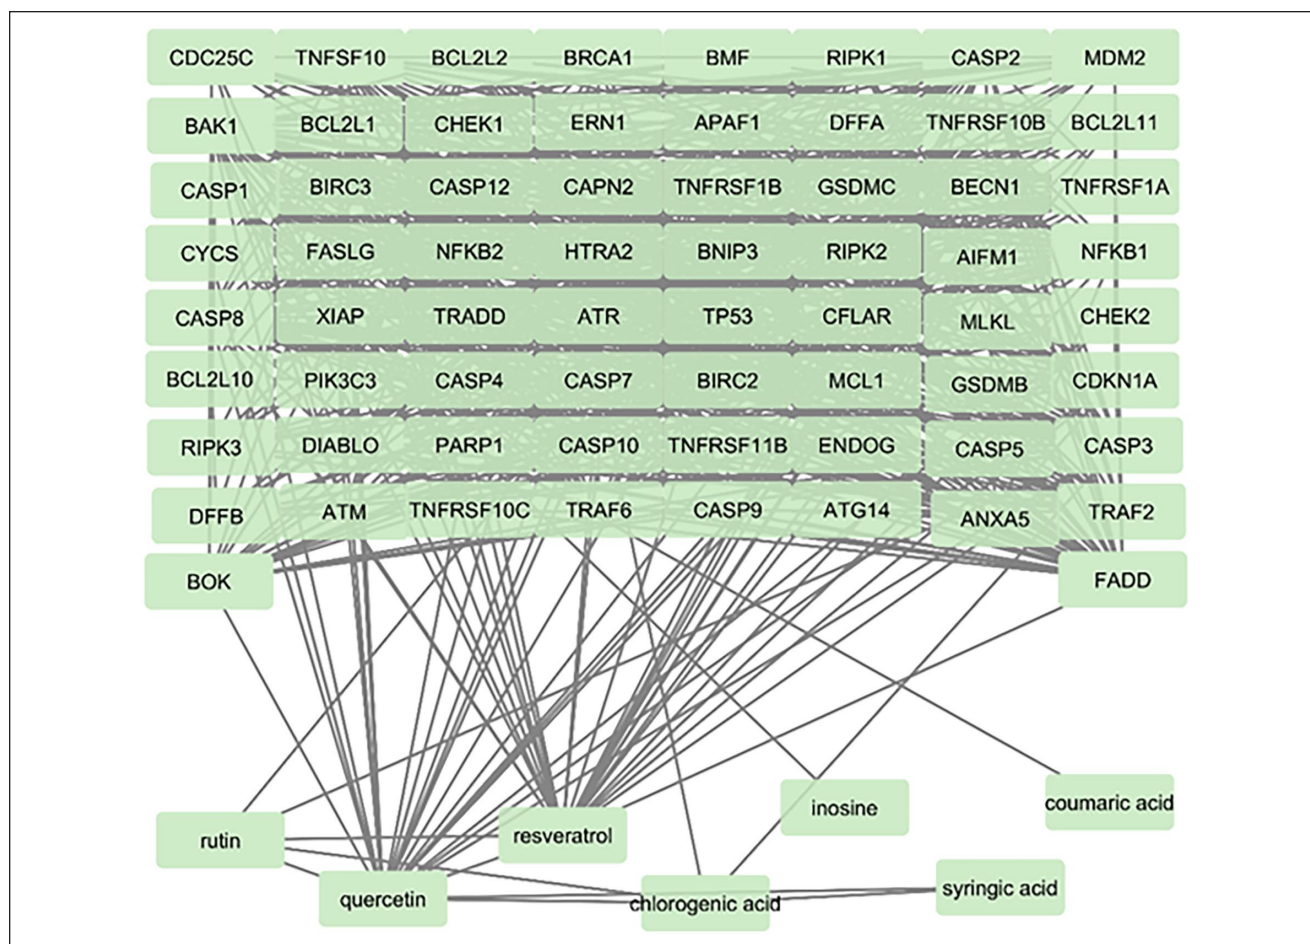 CDC25C TNFSF10 BCL2L2 BRCA1 BMF RIPK1 CASP2 MDM2
BAK1 BCL2L1 CHEK1 ERN1 APAF1 DFFA TNFRSF10B BCL2L11
CASP1 BIRC3 CASP12 CAPN2 TNFRSF1B GSDMC BECN1 TNFRSF1A
CYCS FASLG NFKB2 HTRA2 BNIP3 RIPK2 AIFM1 NFKB1
CASP8 XIAP TRADD ATR TP53 CFLAR MLKL CHEK2
BCL2L10 PIK3C3 CASP4 CASP7 BIRC2 MCL1 GSDMB CDKN1A
RIPK3 DIABLO PARP1 CASP10 TNFRSF11B ENDOG CASP5 CASP3
DFFB ATM TNFRSF10C TRAF6 CASP9 ATG14 ANXA5 TRAF2
BOK FADD
inosine coumaric acid
rutin resveratrol
quercetin chlorogenic acid syringic acid